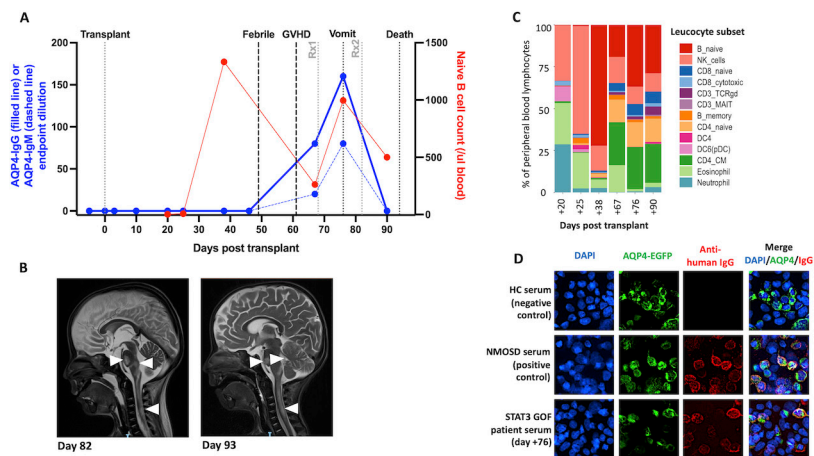 A
Transplant
Febrile
GVHD
Rx1
Vomit
Rx2
Death
AQP4-IgG (filled line) or
AQP4-IgM (dashed line)
endpoint dilution
200
150
100
50
0
1500
1000
500
0
Naive B cell count (/ul blood)
0
10
20
30
40
50
60
70
80
90
100
Days post transplant
B
Day 82
Day 93
C
% of peripheral blood lymphocytes
100
50
0
+20
+25
+38
+67
+76
+90
Days post transplant
Leucocyte subset
B_naive
NK_cells
CD8_naive
CD8_cytotoxic
CD3_TCRgd
CD3_MAIT
B_memory
CD4_naive
DC4
DC6(pDC)
CD4_CM
Eosinophil
Neutrophil
D
DAPI
AQP4-EGFP
Anti-
human IgG
Merge
DAPI/AQP4/IgG
HC serum
(negative
control)
NMOSD serum
(positive
control)
STAT3 GOF
patient serum
(day +76)